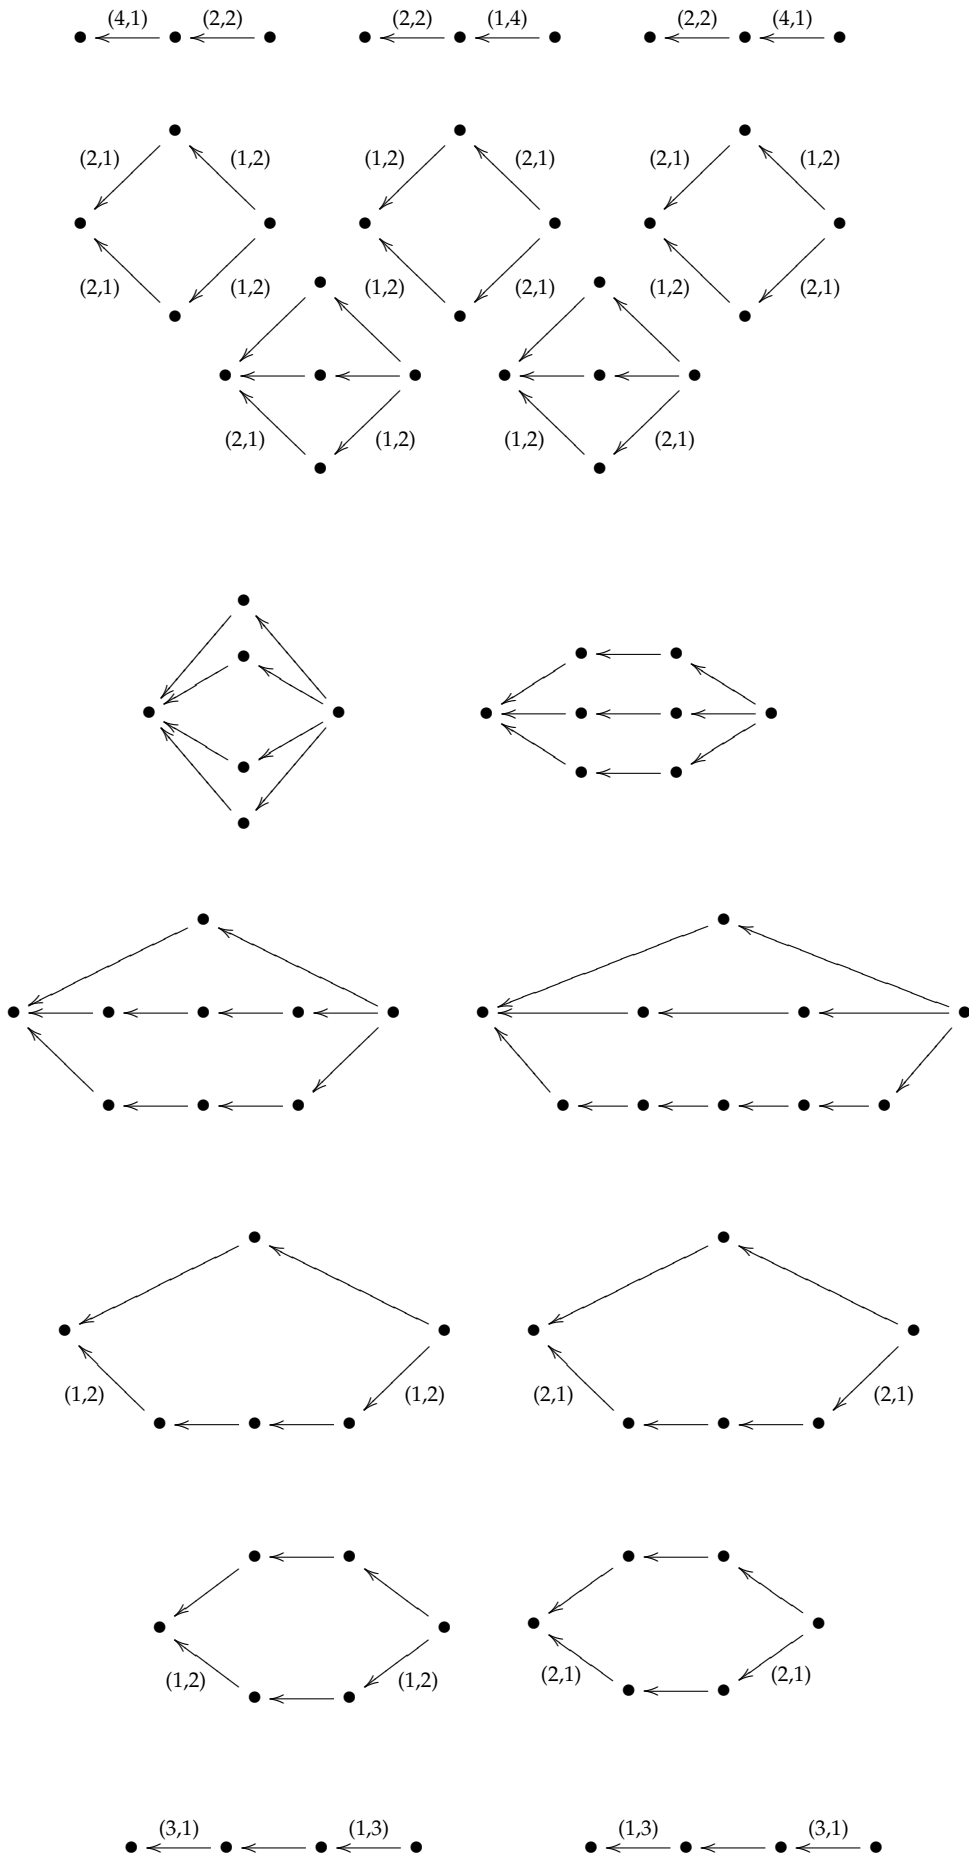 (4,1) (2,2) (2,2) (1,4) (2,2) (4,1)
(2,1) (1,2) (1,2) (2,1) (2,1) (1,2)
(2,1) (1,2) (1,2) (2,1) (1,2) (2,1)
(2,1) (1,2) (1,2) (2,1)
(1,2) (1,2) (2,1) (2,1)
(1,2) (1,2) (2,1) (2,1)
(3,1) (1,3) (1,3) (3,1)